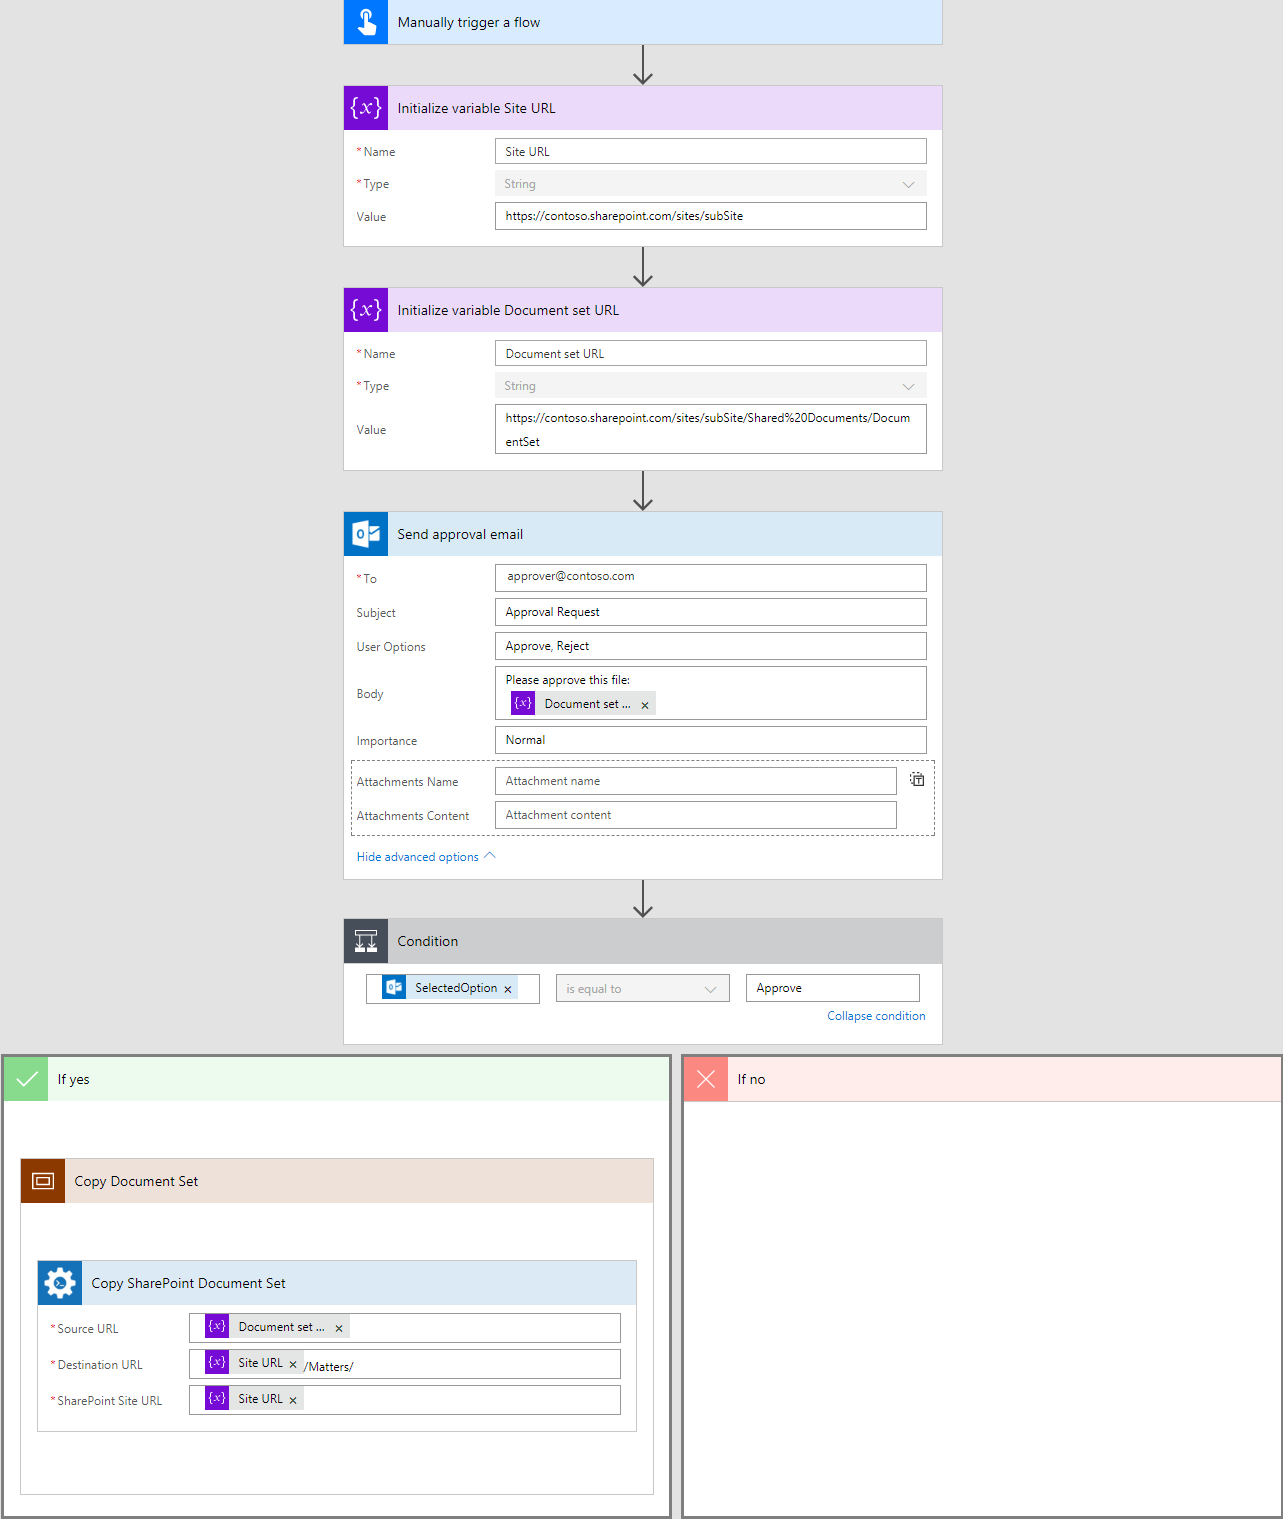 Manually trigger a flow
{x} Initialize variable Site URL
* Name Site URL
* Type String
Value https://contoso.sharepoint.com/sites/subSite
{x} Initialize variable Document set URL
* Name Document set URL
* Type String
Value https://contoso.sharepoint.com/sites/subSite/Shared%20Documents/Docum
entSet
Send approval email
* To approver@contoso.com
Subject Approval Request
User Options Approve, Reject
Body Please approve this file:
{x} Document set ... ×
Importance Normal
Attachments Name Attachment name
Attachments Content Attachment content
Hide advanced options
Condition
SelectedOption × is equal to Approve
Collapse condition
If yes
If no
Copy Document Set
Copy SharePoint Document Set
* Source URL {x} Document set ... ×
* Destination URL {x} Site URL × /Matters/
* SharePoint Site URL {x} Site URL ×